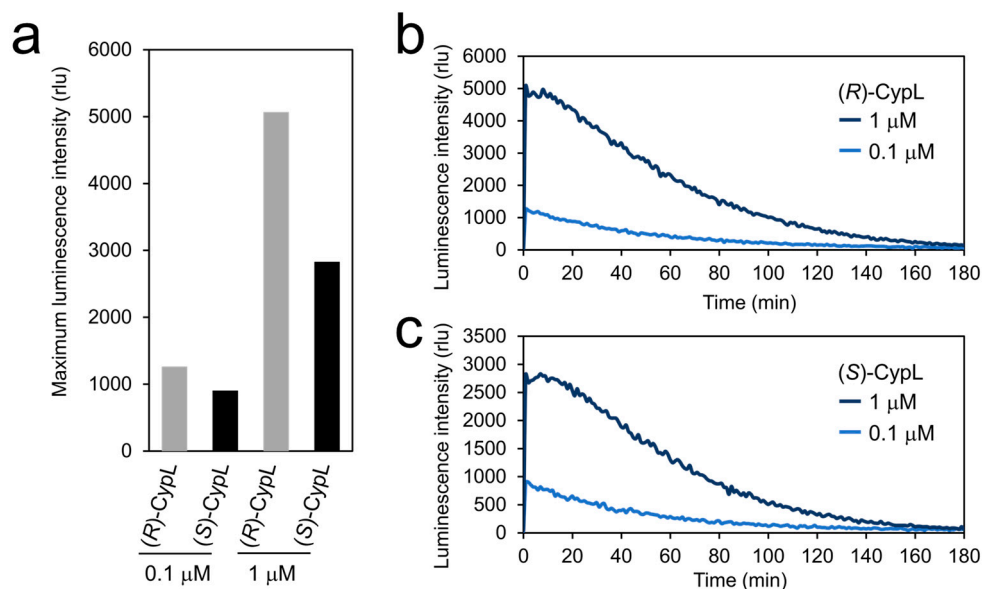 a
Maximum luminescence intensity (rlu)
6000
5000
4000
3000
2000
1000
0
(R)-CypL
(S)-CypL
(R)-CypL
(S)-CypL
0.1 μM
1 μM
b
Luminescence intensity (rlu)
6000
5000
4000
3000
2000
1000
0
0 20 40 60 80 100 120 140 160 180
Time (min)
(R)-CypL
1 μM
0.1 μM
c
Luminescence intensity (rlu)
3500
3000
2500
2000
1500
1000
500
0
0 20 40 60 80 100 120 140 160 180
Time (min)
(S)-CypL
1 μM
0.1 μM